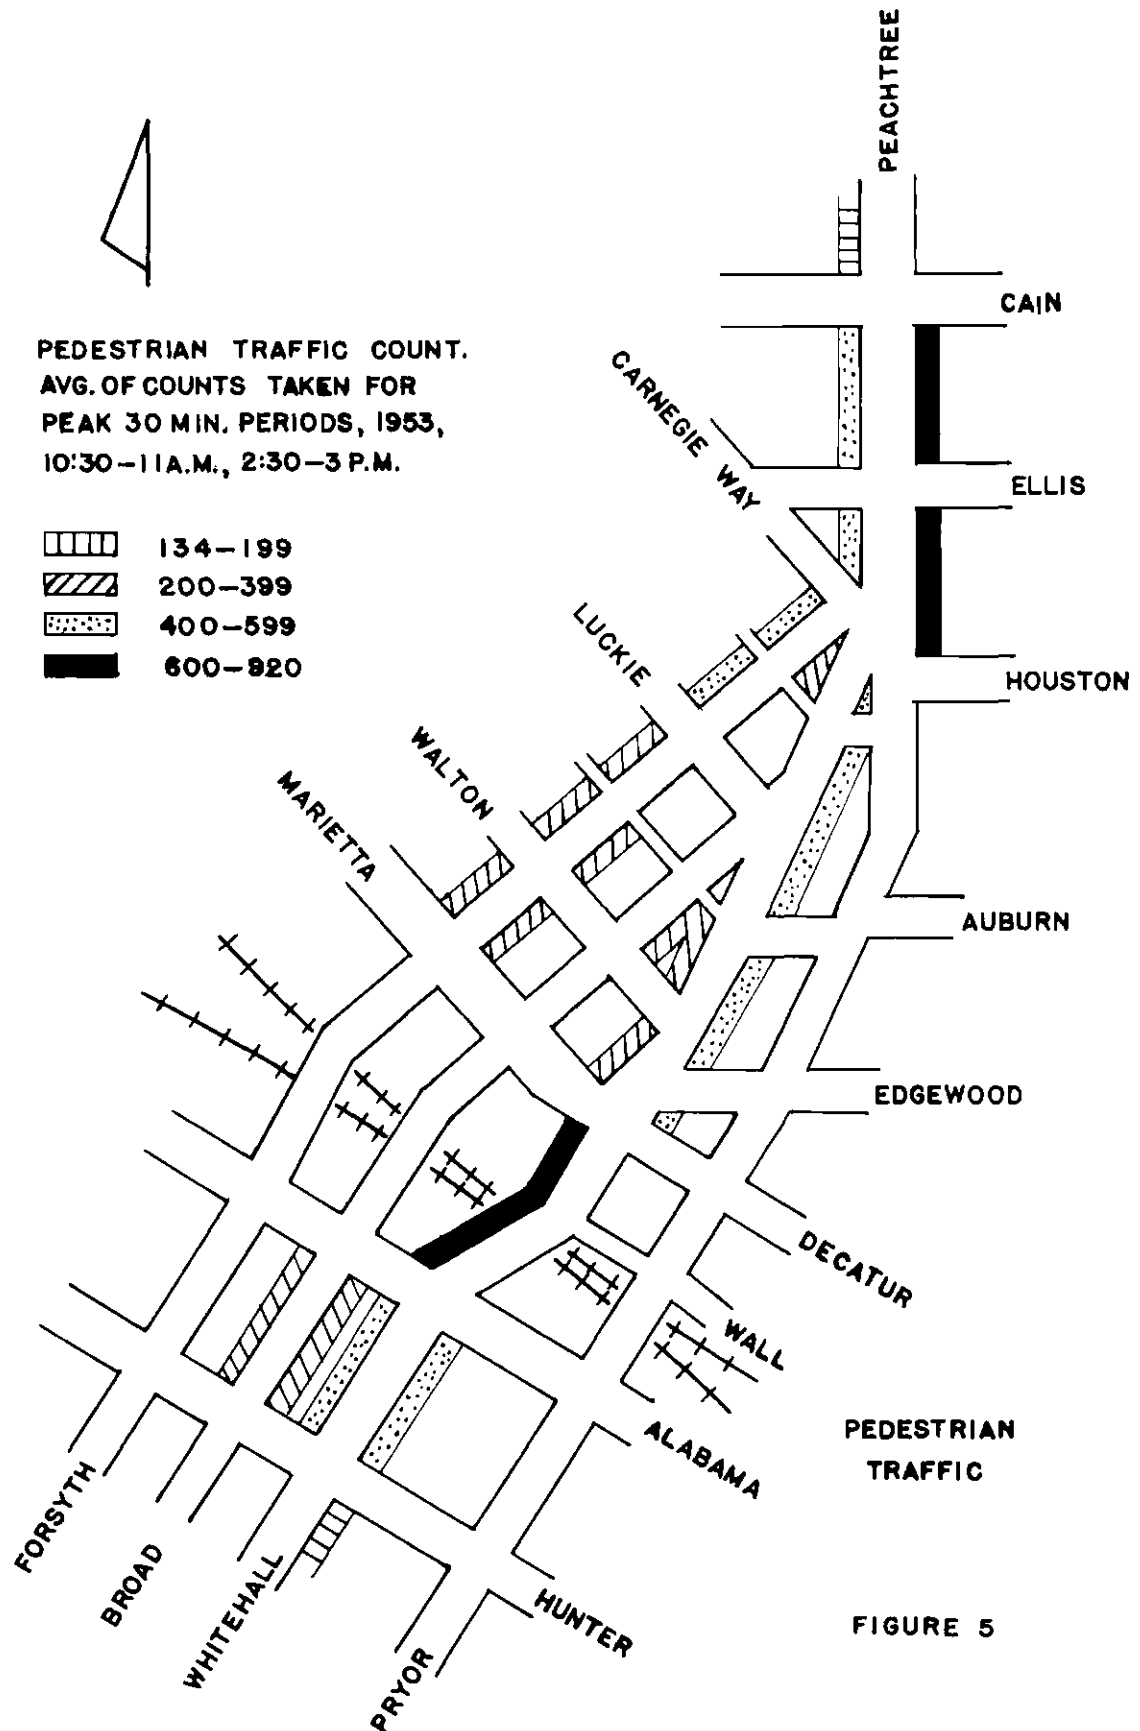 PEACHTREE
CAIN
PEDESTRIAN TRAFFIC COUNT.
AVG. OF COUNTS TAKEN FOR
PEAK 30 MIN. PERIODS, 1953,
10:30-11 A.M., 2:30-3 P.M.
CARNEGIE WAY
ELLIS
134-199
200-399
400-599
600-920
LUCKIE
HOUSTON
WALTON
MARIETTA
AUBURN
EDGEWOOD
DECATUR
WALL
ALABAMA
PEDESTRIAN
TRAFFIC
FORSYTH
BROAD
WHITEHALL
PRYOR
HUNTER
FIGURE 5